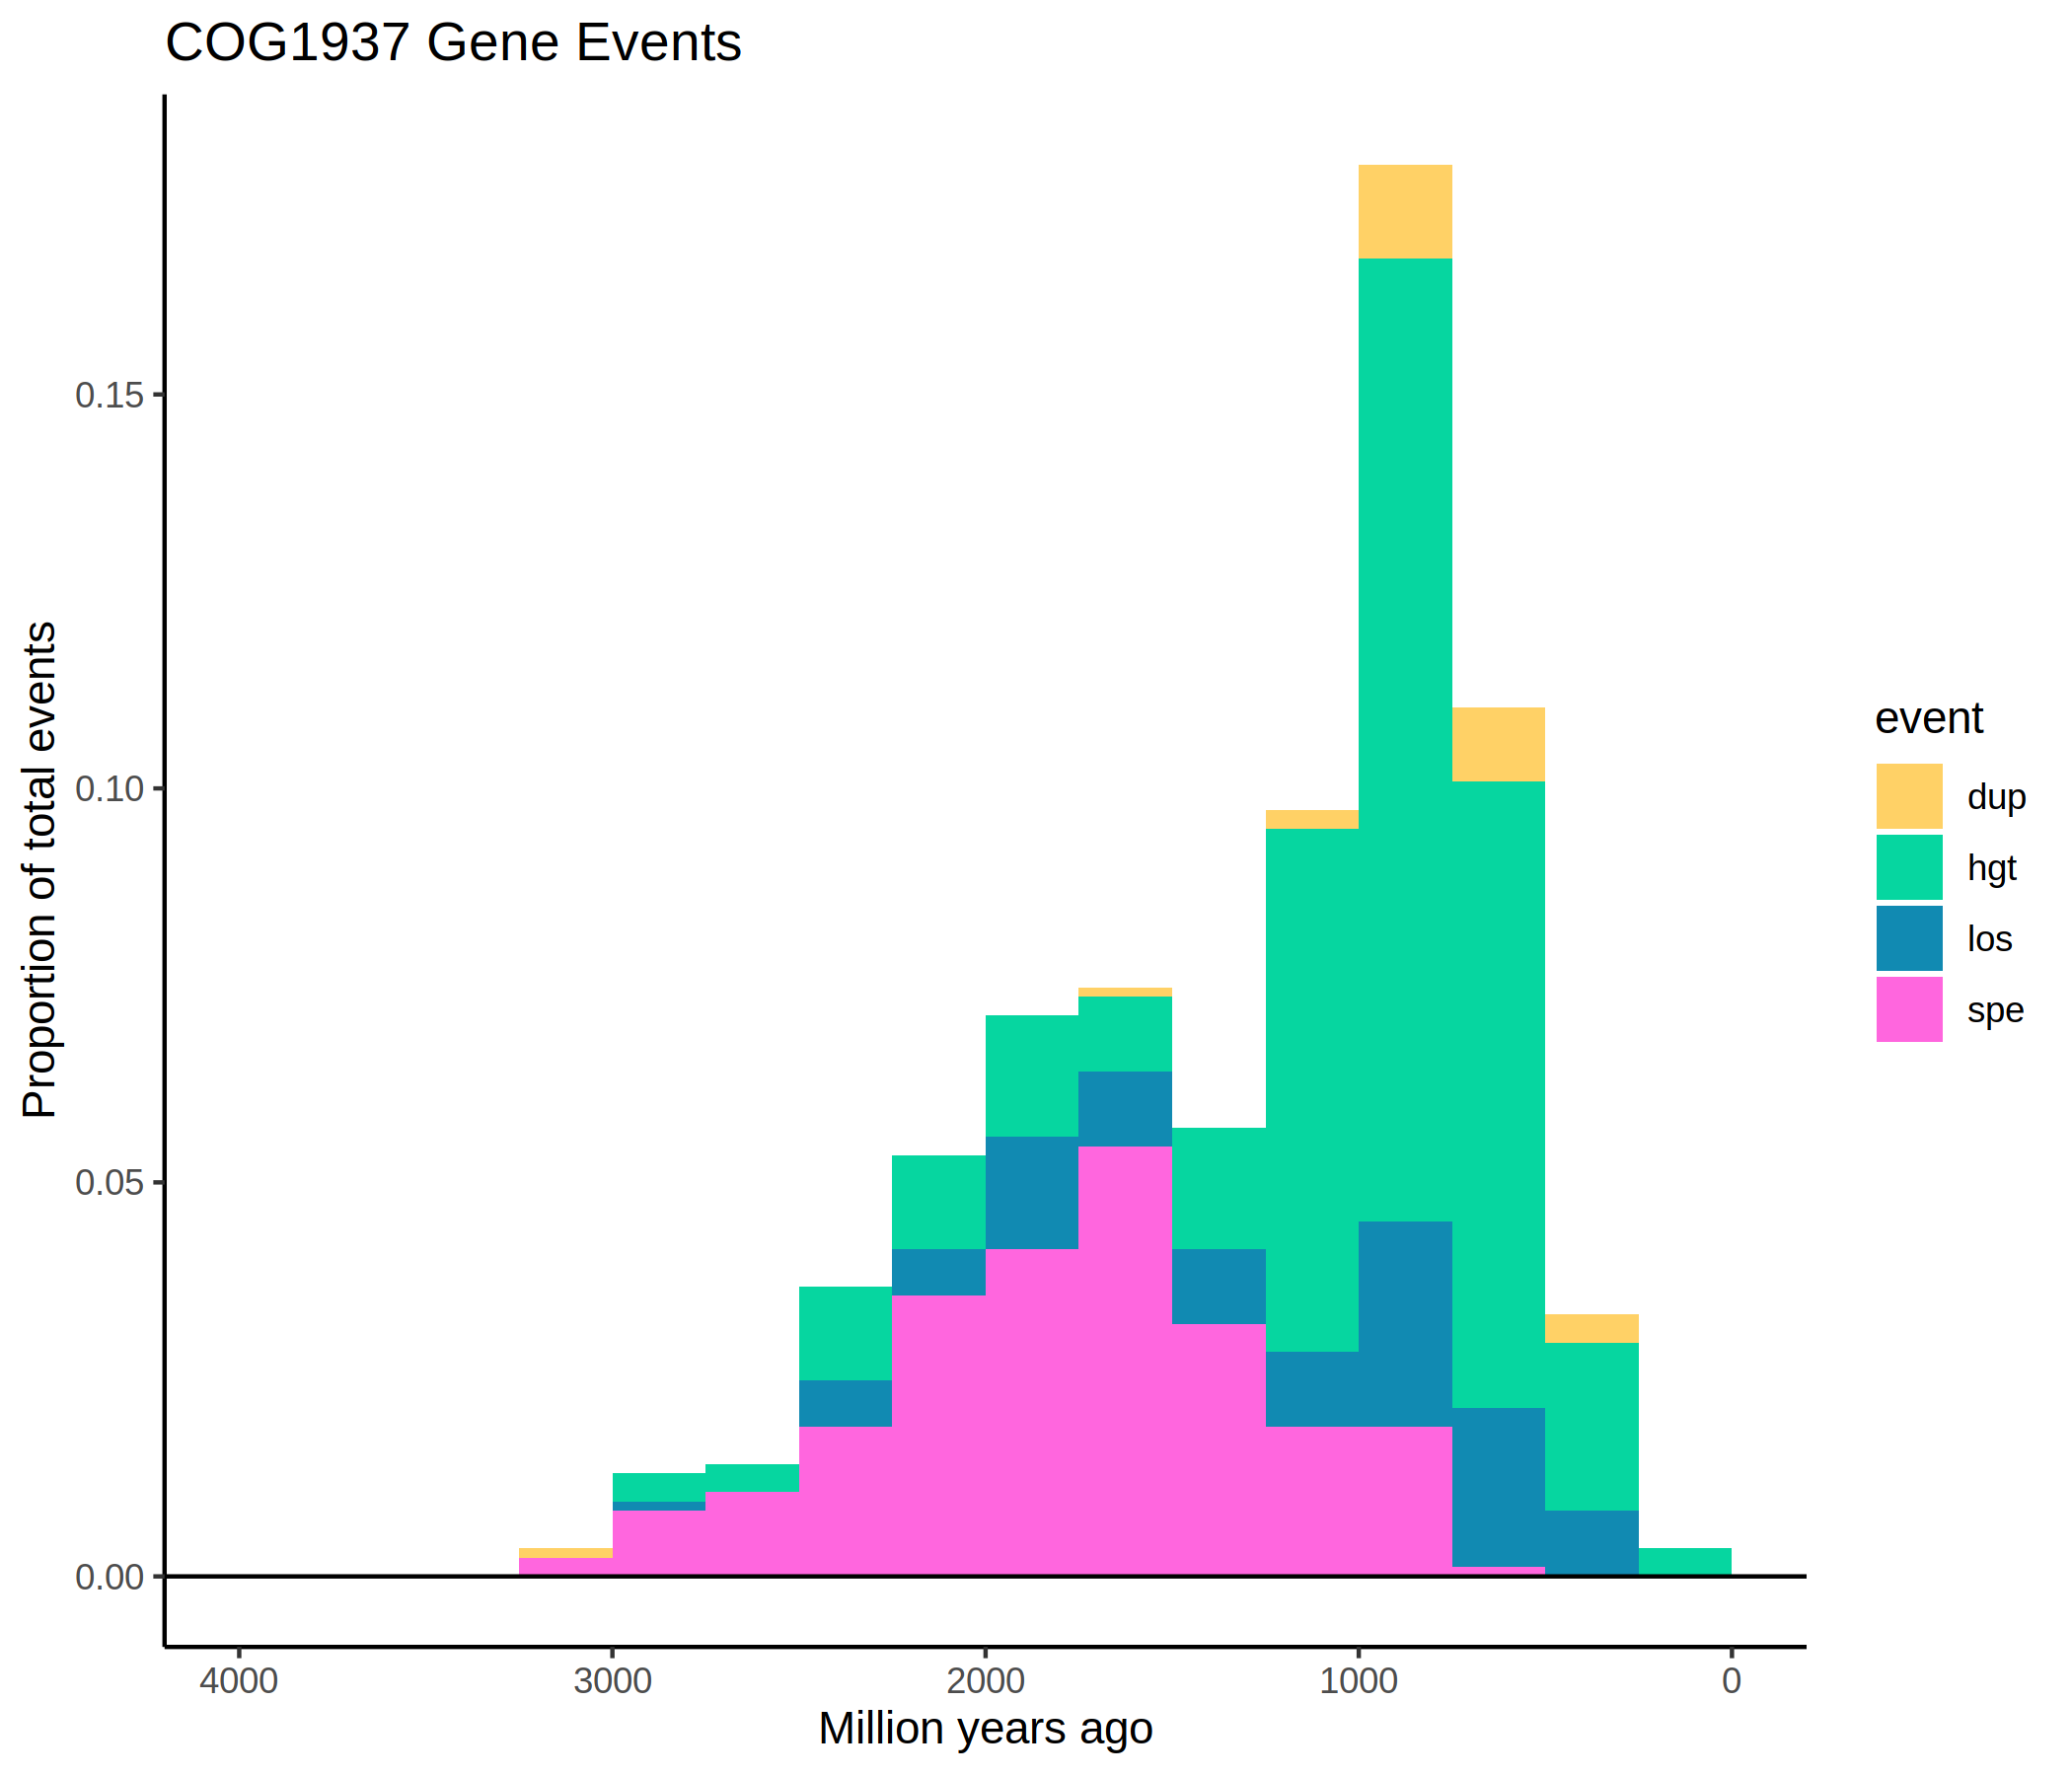 COG1937 Gene Events
Proportion of total events
0.15
0.10
0.05
0.00
4000 3000 2000 1000 0
Million years ago
event
dup
hgt
los
spe